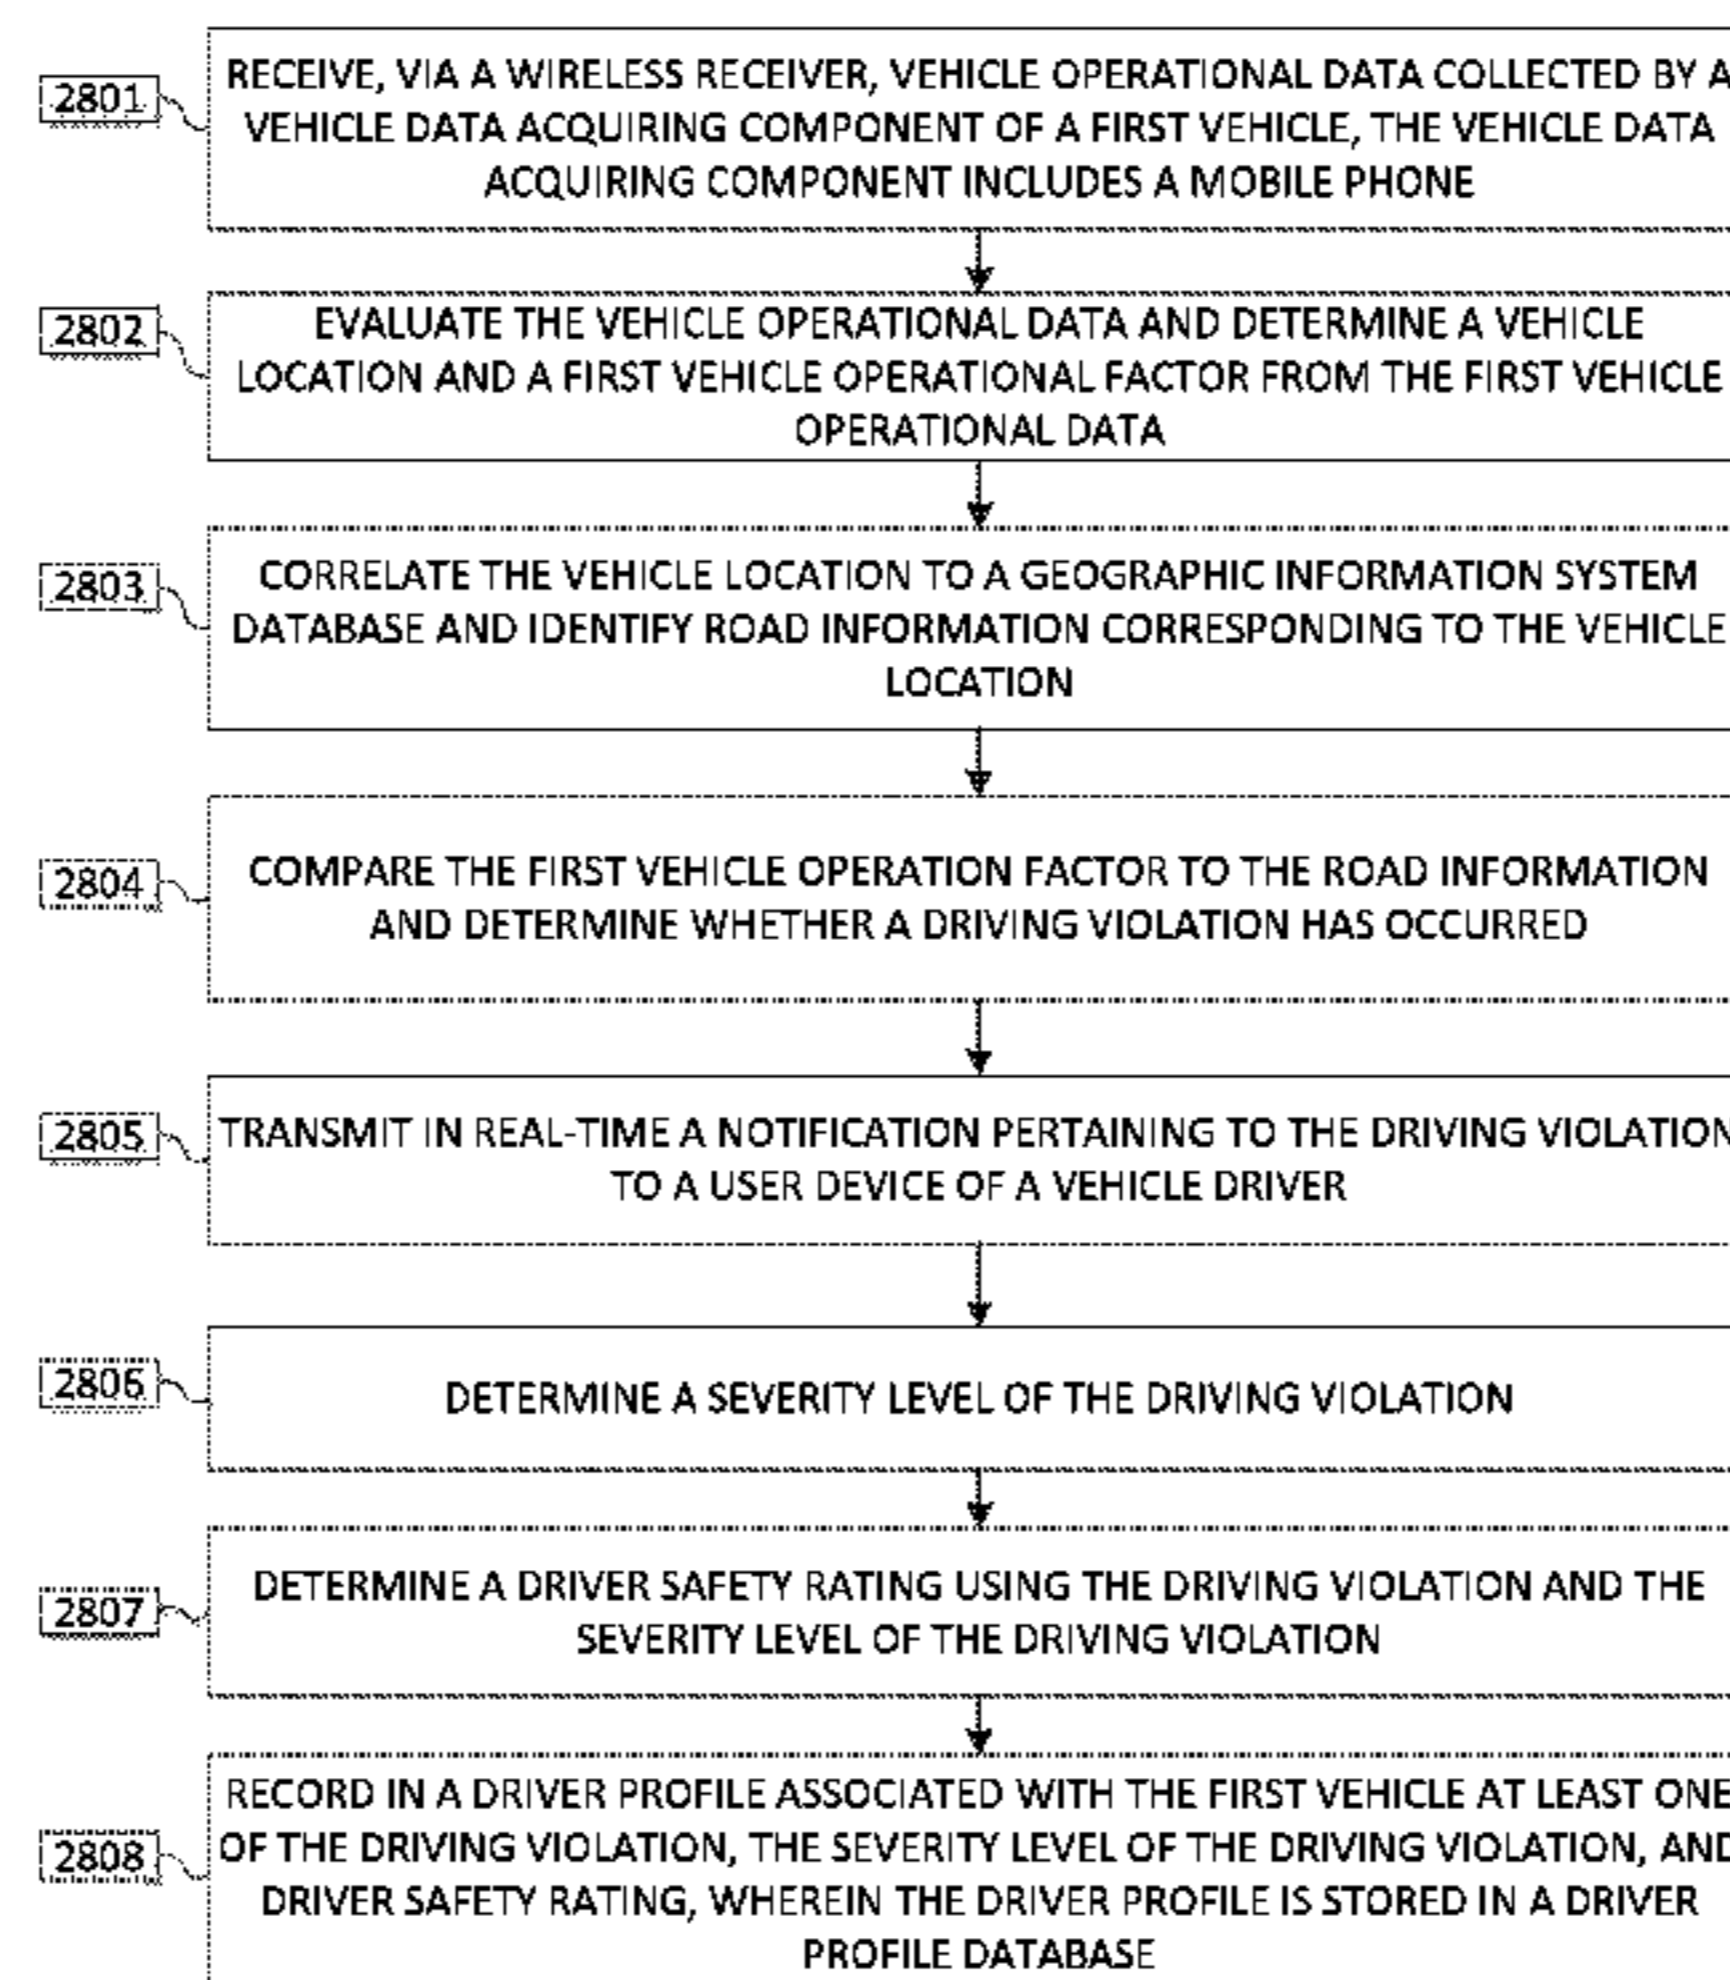 2801
RECEIVE, VIA A WIRELESS RECEIVER, VEHICLE OPERATIONAL DATA COLLECTED BY A
VEHICLE DATA ACQUIRING COMPONENT OF A FIRST VEHICLE, THE VEHICLE DATA
ACQUIRING COMPONENT INCLUDES A MOBILE PHONE
2802
EVALUATE THE VEHICLE OPERATIONAL DATA AND DETERMINE A VEHICLE
LOCATION AND A FIRST VEHICLE OPERATIONAL FACTOR FROM THE FIRST VEHICLE
OPERATIONAL DATA
2803
CORRELATE THE VEHICLE LOCATION TO A GEOGRAPHIC INFORMATION SYSTEM
DATABASE AND IDENTIFY ROAD INFORMATION CORRESPONDING TO THE VEHICLE
LOCATION
2804
COMPARE THE FIRST VEHICLE OPERATION FACTOR TO THE ROAD INFORMATION
AND DETERMINE WHETHER A DRIVING VIOLATION HAS OCCURRED
2805
TRANSMIT IN REAL-TIME A NOTIFICATION PERTAINING TO THE DRIVING VIOLATION
TO A USER DEVICE OF A VEHICLE DRIVER
2806
DETERMINE A SEVERITY LEVEL OF THE DRIVING VIOLATION
2807
DETERMINE A DRIVER SAFETY RATING USING THE DRIVING VIOLATION AND THE
SEVERITY LEVEL OF THE DRIVING VIOLATION
2808
RECORD IN A DRIVER PROFILE ASSOCIATED WITH THE FIRST VEHICLE AT LEAST ONE
OF THE DRIVING VIOLATION, THE SEVERITY LEVEL OF THE DRIVING VIOLATION, AND
DRIVER SAFETY RATING, WHEREIN THE DRIVER PROFILE IS STORED IN A DRIVER
PROFILE DATABASE